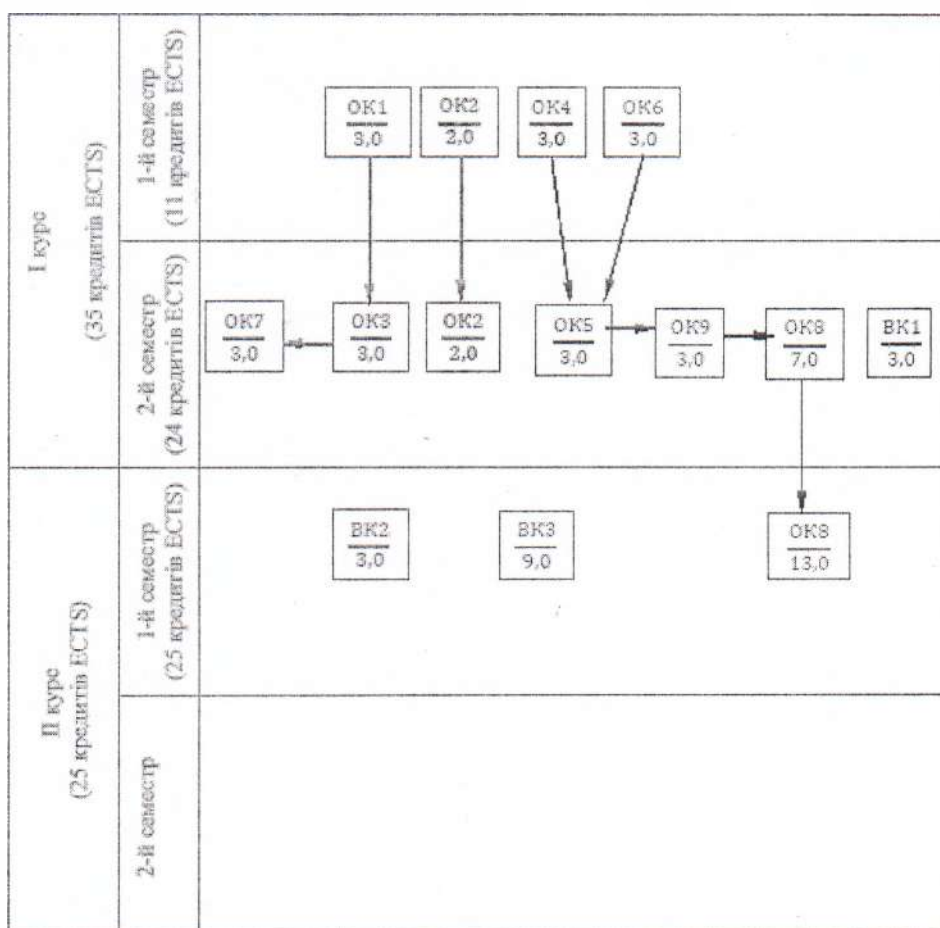 I курс
(35 кредитів ECTS)
1-й семестр
(11 кредитів ECTS)
ОК1
3,0
ОК2
2,0
ОК4
3,0
ОК6
3,0
2-й семестр
(24 кредитів ECTS)
ОК7
3,0
ОК3
3,0
ОК2
2,0
ОК5
3,0
ОК9
3,0
ОК8
7,0
ВК1
3,0
II курс
(25 кредитів ECTS)
1-й семестр
(25 кредитів ECTS)
ВК2
3,0
ВК3
9,0
ОК8
13,0
2-й семестр